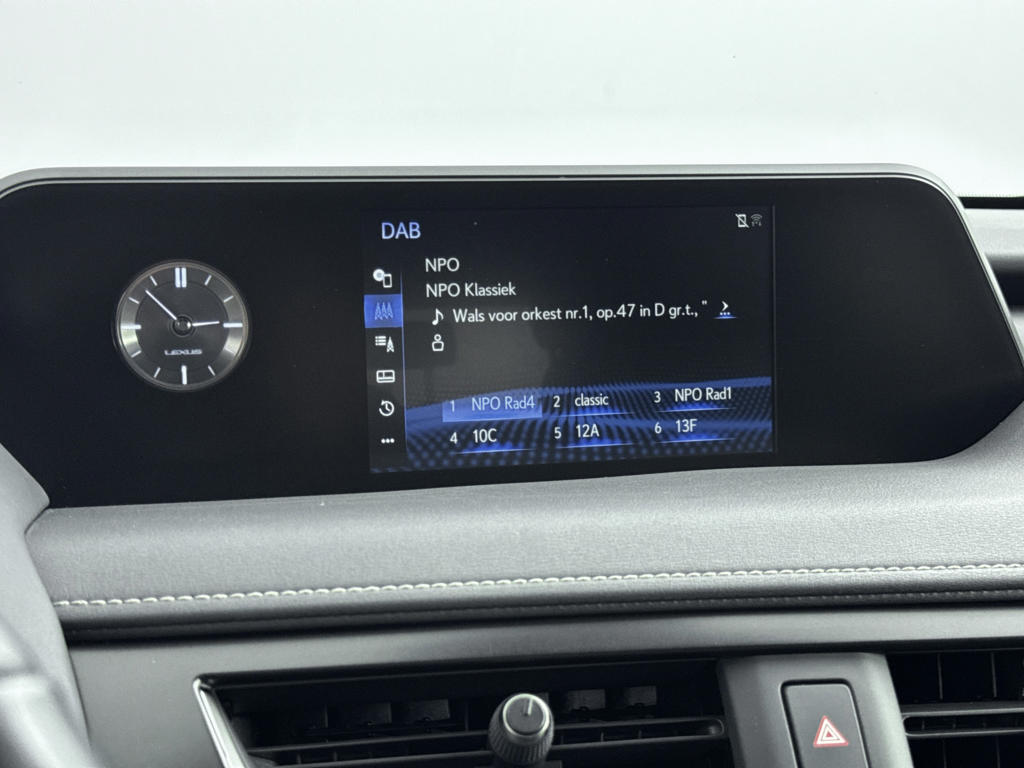 DAB
NPO
NPO Klassiek
Wals voor orkest nr.1, op.47 in D gr.t., "
LEXUS
1 NPO Rad4 2 classic 3 NPO Rad1
4 10C 5 12A 6 13F